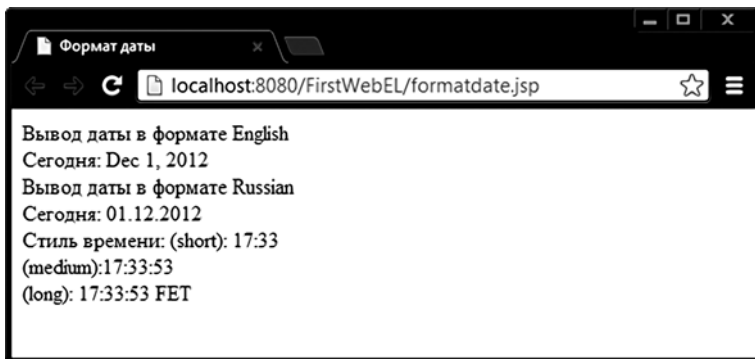 Формат даты
localhost:8080/FirstWebEL/formatdate.jsp
Вывод даты в формате English
Сегодня: Dec 1, 2012
Вывод даты в формате Russian
Сегодня: 01.12.2012
Стиль времени: (short): 17:33
(medium):17:33:53
(long): 17:33:53 FET